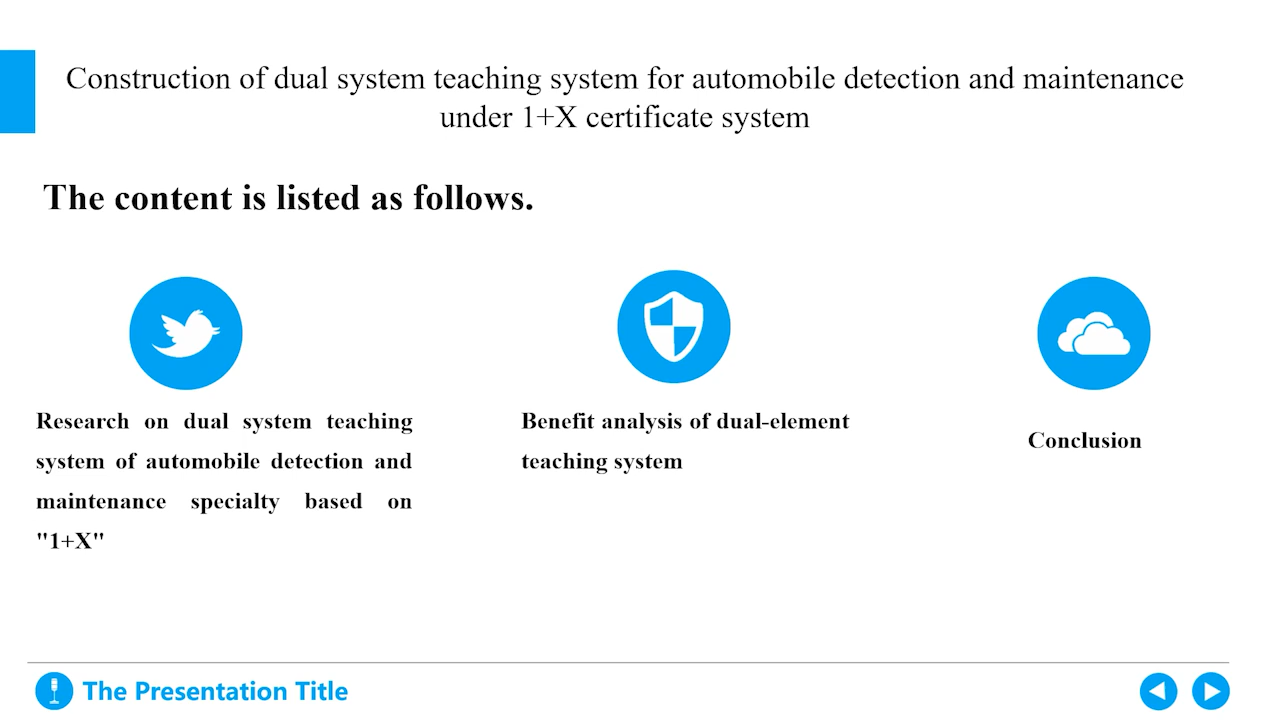 Construction of dual system teaching system for automobile detection and maintenance
under 1+X certificate system
The content is listed as follows.
Research on dual system teaching
system of automobile detection and
maintenance specialty based on
"1+X"
Benefit analysis of dual-element
teaching system
Conclusion
The Presentation Title